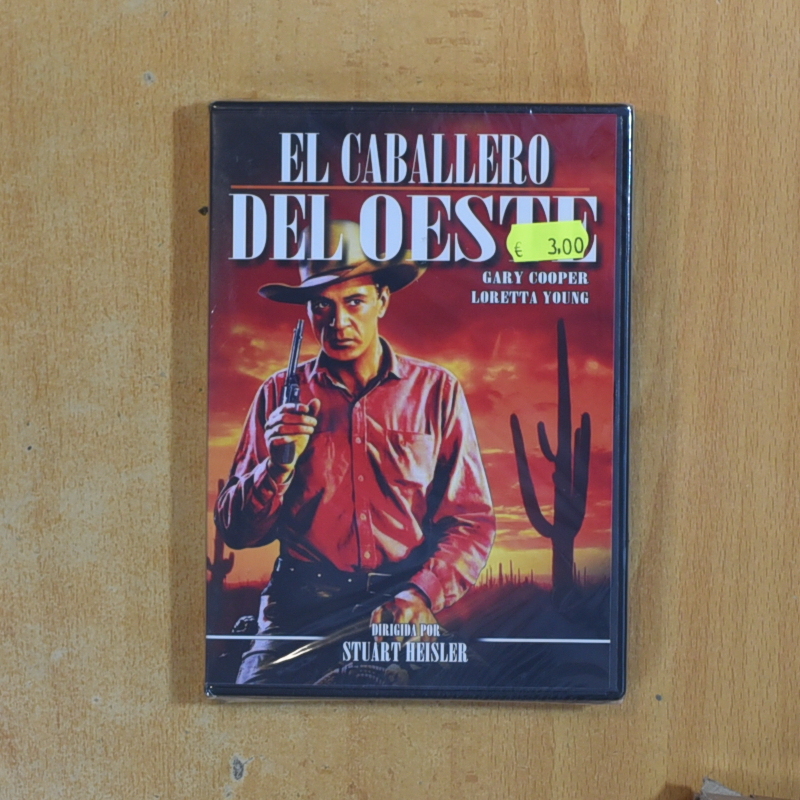 EL CABALLERO
DEL OESTE
€ 3,00
GARY COOPER
LORETTA YOUNG
DIRIGIDA POR
STUART HEISLER